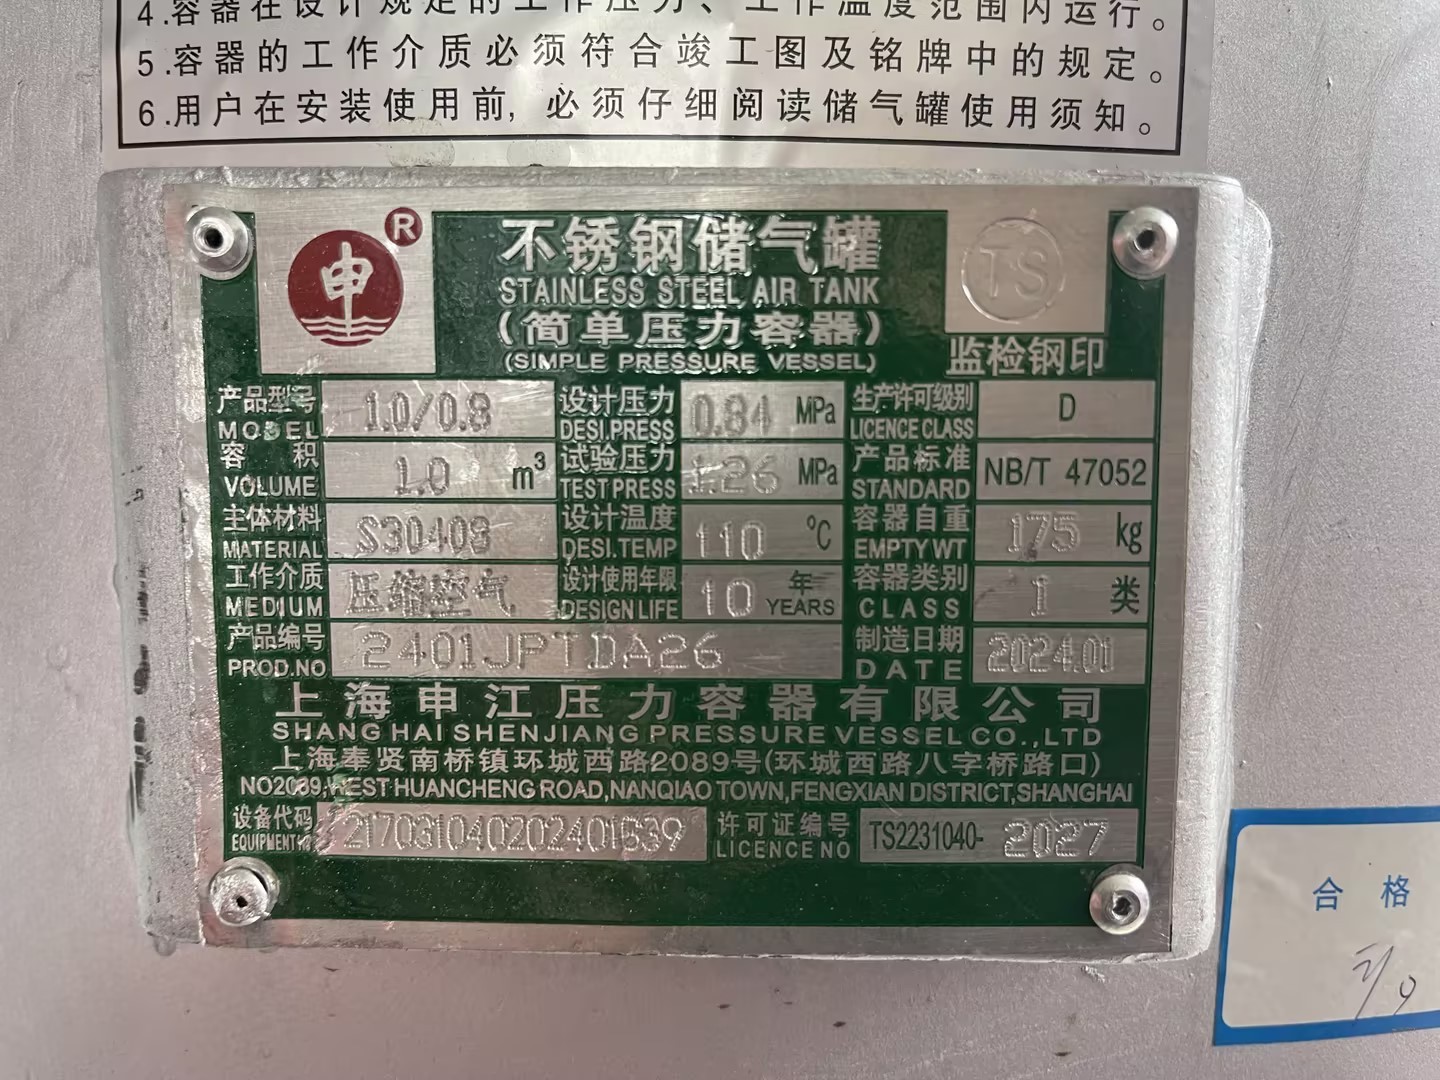 4.容器在设计规定的工作压力、工作温度范围内运行。
5.容器的工作介质必须符合竣工图及铭牌中的规定。
6.用户在安装使用前，必须仔细阅读储气罐使用须知。
申 ®
不锈钢储气罐
STAINLESS STEEL AIR TANK
(简单压力容器)
(SIMPLE PRESSURE VESSEL)
TS
监检钢印
产品型号 MODEL 1.0/0.8 设计压力 DESI.PRESS 0.84 MPa 生产许可级别 LICENCE CLASS D
容积 VOLUME 1.0 m³ 试验压力 TEST PRESS 1.26 MPa 产品标准 STANDARD NB/T 47052
主体材料 MATERIAL S30408 设计温度 DESI.TEMP 110 ℃ 容器自重 EMPTY WT 175 kg
工作介质 MEDIUM 压缩空气 设计使用年限 DESIGN LIFE 10 年 YEARS 容器类别 CLASS 1 类
产品编号 PROD.NO 2401JPTDA26 制造日期 DATE 2024.01
上海申江压力容器有限公司
SHANG HAI SHENJIANG PRESSURE VESSEL CO.,LTD
上海奉贤南桥镇环城西路2089号(环城西路八字桥路口)
NO2089,WEST HUANCHENG ROAD,NANQIAO TOWN,FENGXIAN DISTRICT,SHANGHAI
设备代码 EQUIPMENT 217031040202401539 许可证编号 LICENCE NO TS2231040-2027
合格